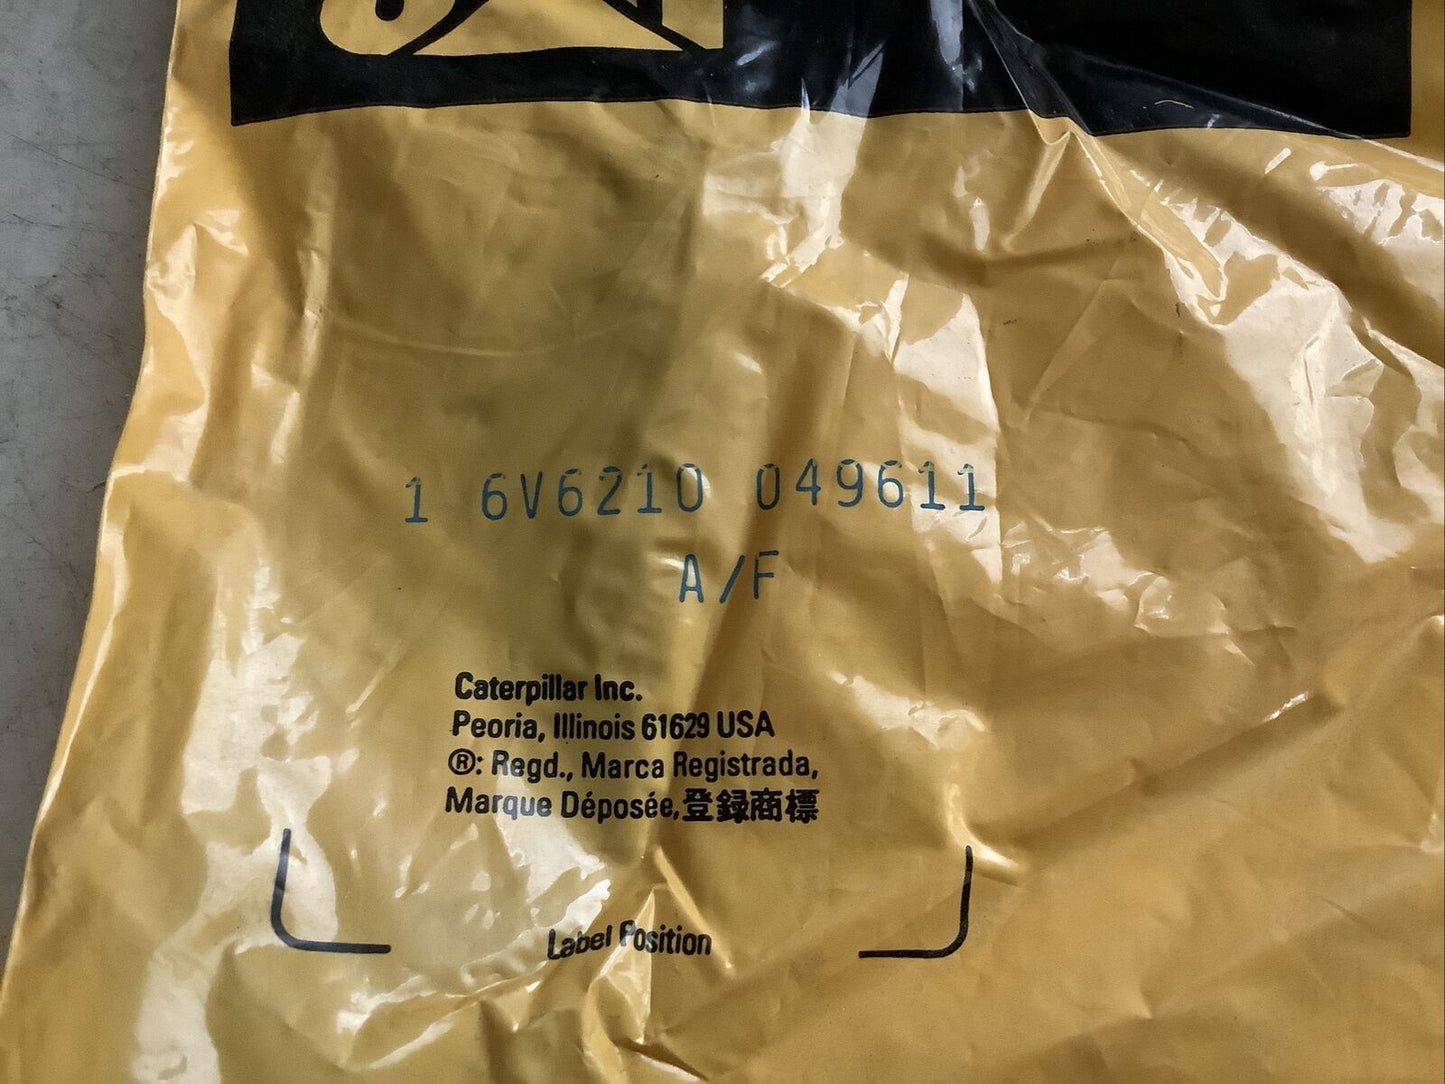 1 6V6210 049611
A/F
Caterpillar Inc.
Peoria, Illinois 61629 USA
®: Regd., Marca Registrada,
Marque Déposée,登録商標
Label Position